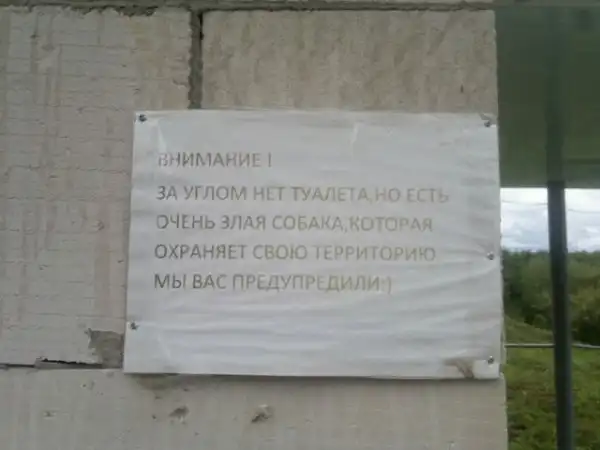 ВНИМАНИЕ !
ЗА УГЛОМ НЕТ ТУАЛЕТА,НО ЕСТЬ
ОЧЕНЬ ЗЛАЯ СОБАКА,КОТОРАЯ
ОХРАНЯЕТ СВОЮ ТЕРРИТОРИЮ
МЫ ВАС ПРЕДУПРЕДИЛИ:)